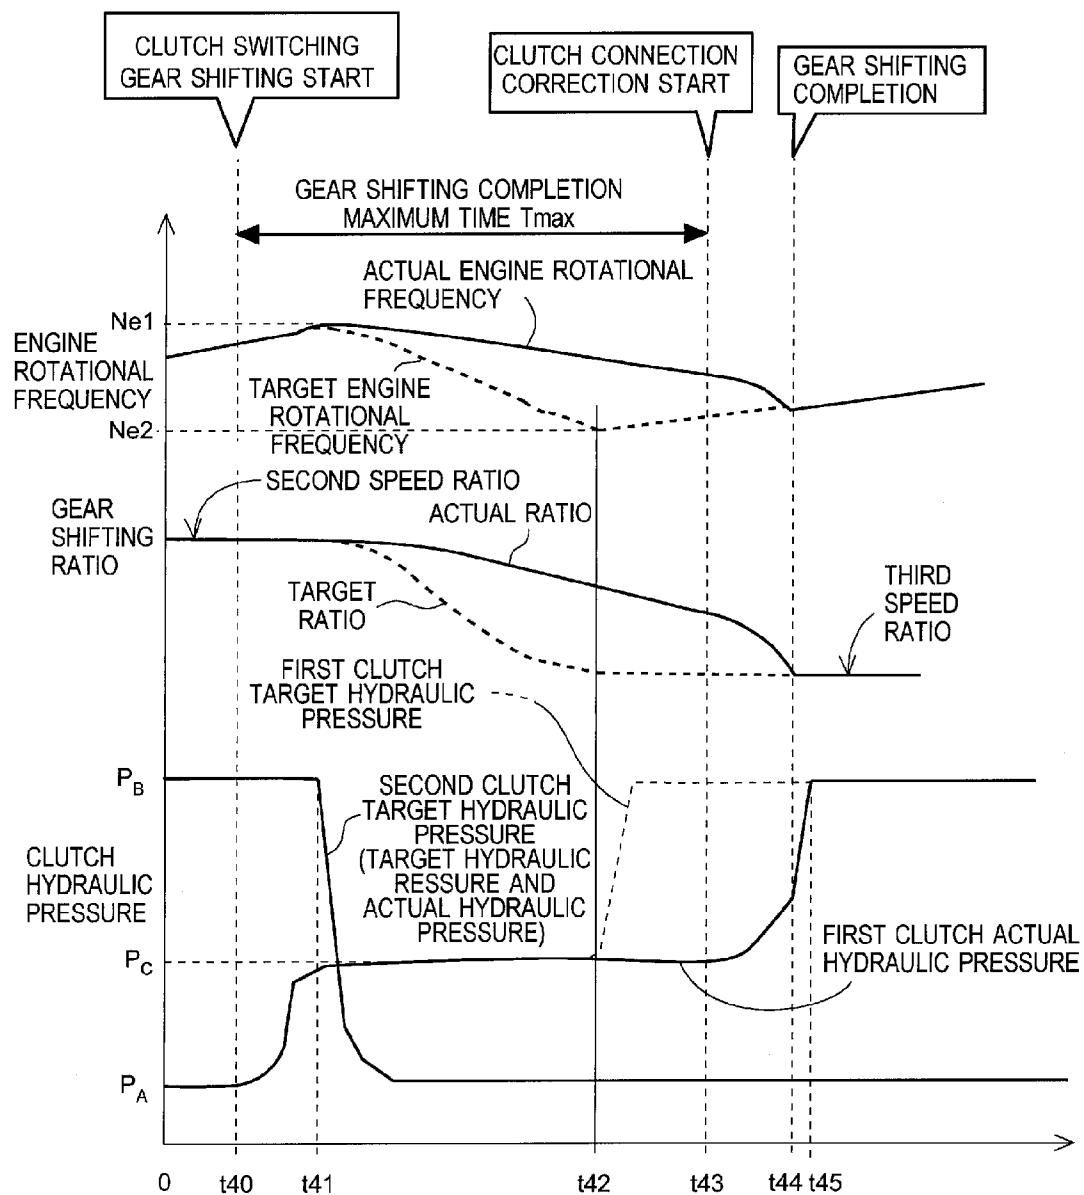 CLUTCH SWITCHING
GEAR SHIFTING START
CLUTCH CONNECTION
CORRECTION START
GEAR SHIFTING
COMPLETION
GEAR SHIFTING COMPLETION
MAXIMUM TIME Tmax
ACTUAL ENGINE ROTATIONAL
FREQUENCY
Ne1
ENGINE
ROTATIONAL
FREQUENCY
TARGET ENGINE
ROTATIONAL
FREQUENCY
Ne2
SECOND SPEED RATIO
GEAR
SHIFTING
RATIO
ACTUAL RATIO
TARGET
RATIO
THIRD
SPEED
RATIO
FIRST CLUTCH
TARGET HYDRAULIC
PRESSURE
PB
SECOND CLUTCH
TARGET HYDRAULIC
PRESSURE
(TARGET HYDRAULIC
RESSURE AND
ACTUAL HYDRAULIC
PRESSURE)
CLUTCH
HYDRAULIC
PRESSURE
FIRST CLUTCH ACTUAL
HYDRAULIC PRESSURE
PC
PA
0 t40 t41 t42 t43 t44 t45